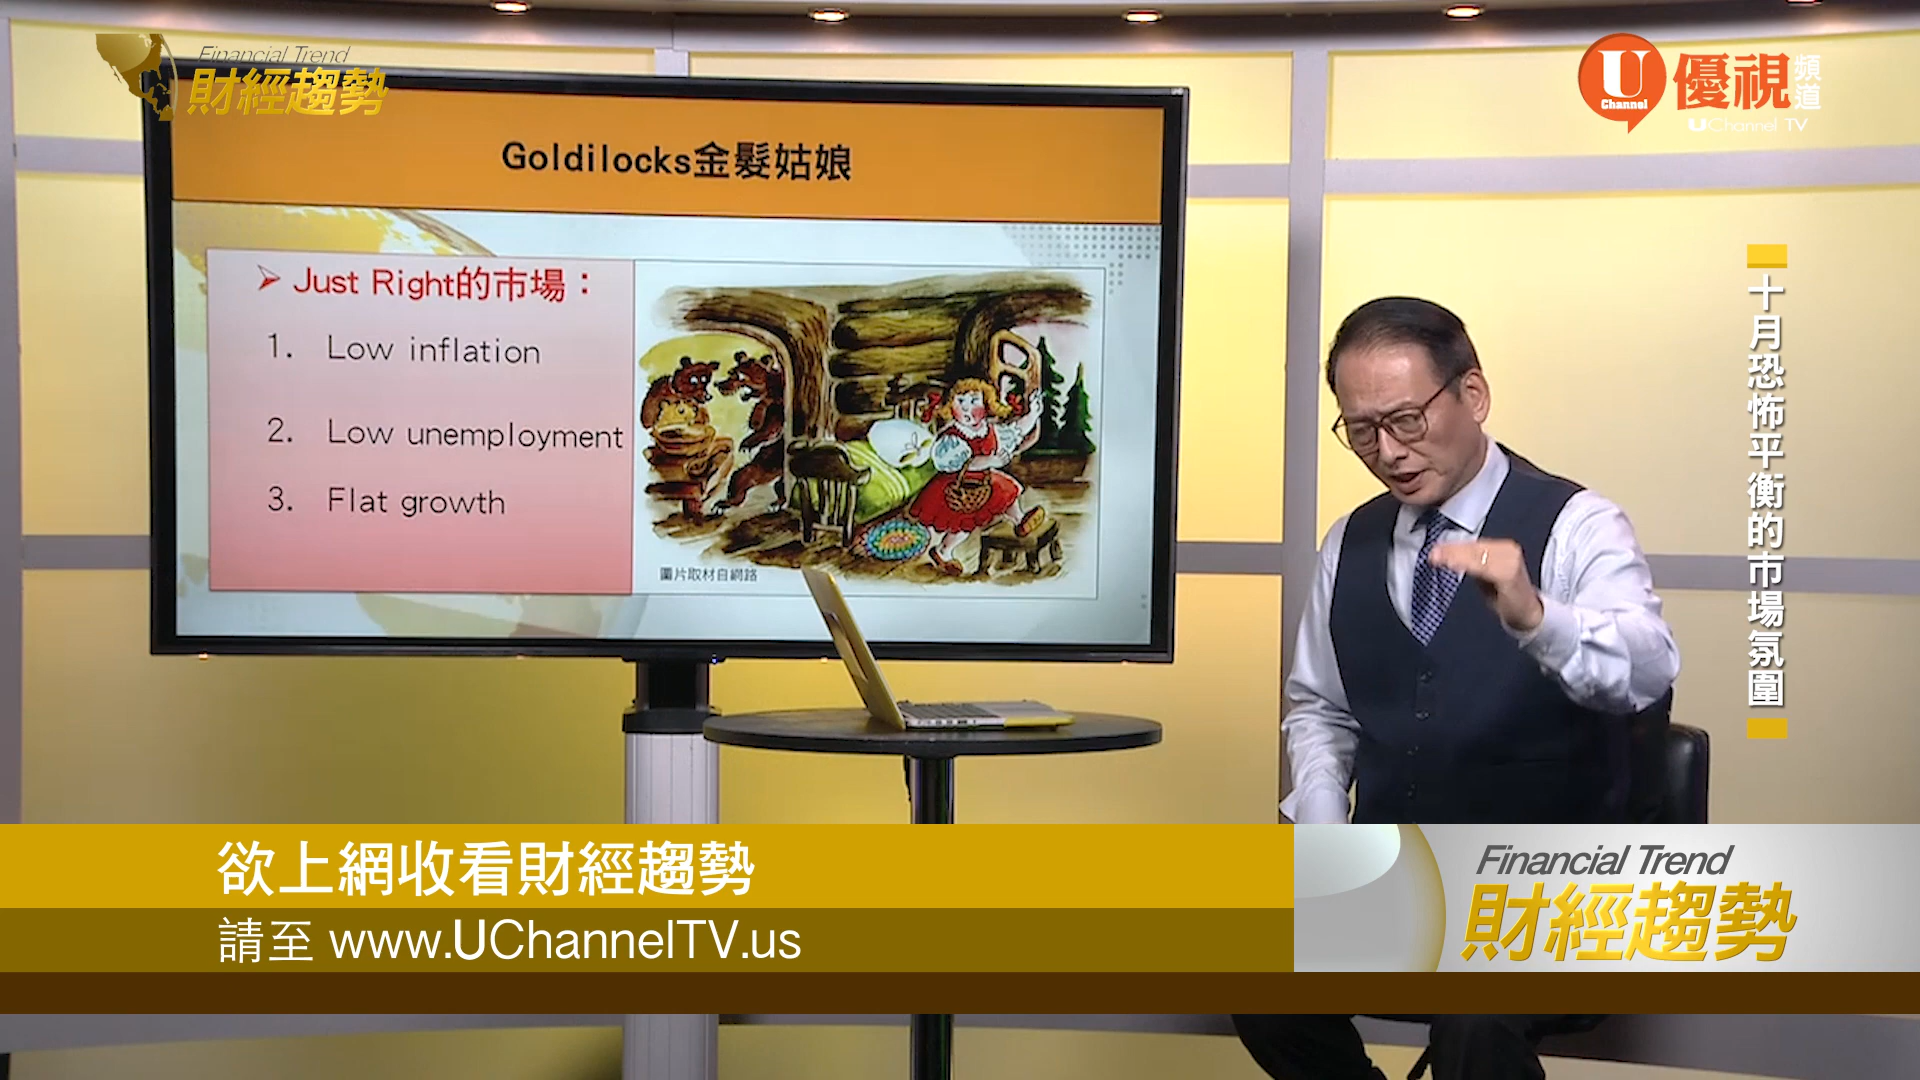 Financial Trend
財經趨勢
U
Channel
優視
頻道
UChannel TV
Goldilocks金髮姑娘
➢ Just Right的市場：
1. Low inflation
2. Low unemployment
3. Flat growth
圖片取材自網路
十月恐怖平衡的市場氛圍
欲上網收看財經趨勢
請至 www.UChannelTV.us
Financial Trend
財經趨勢